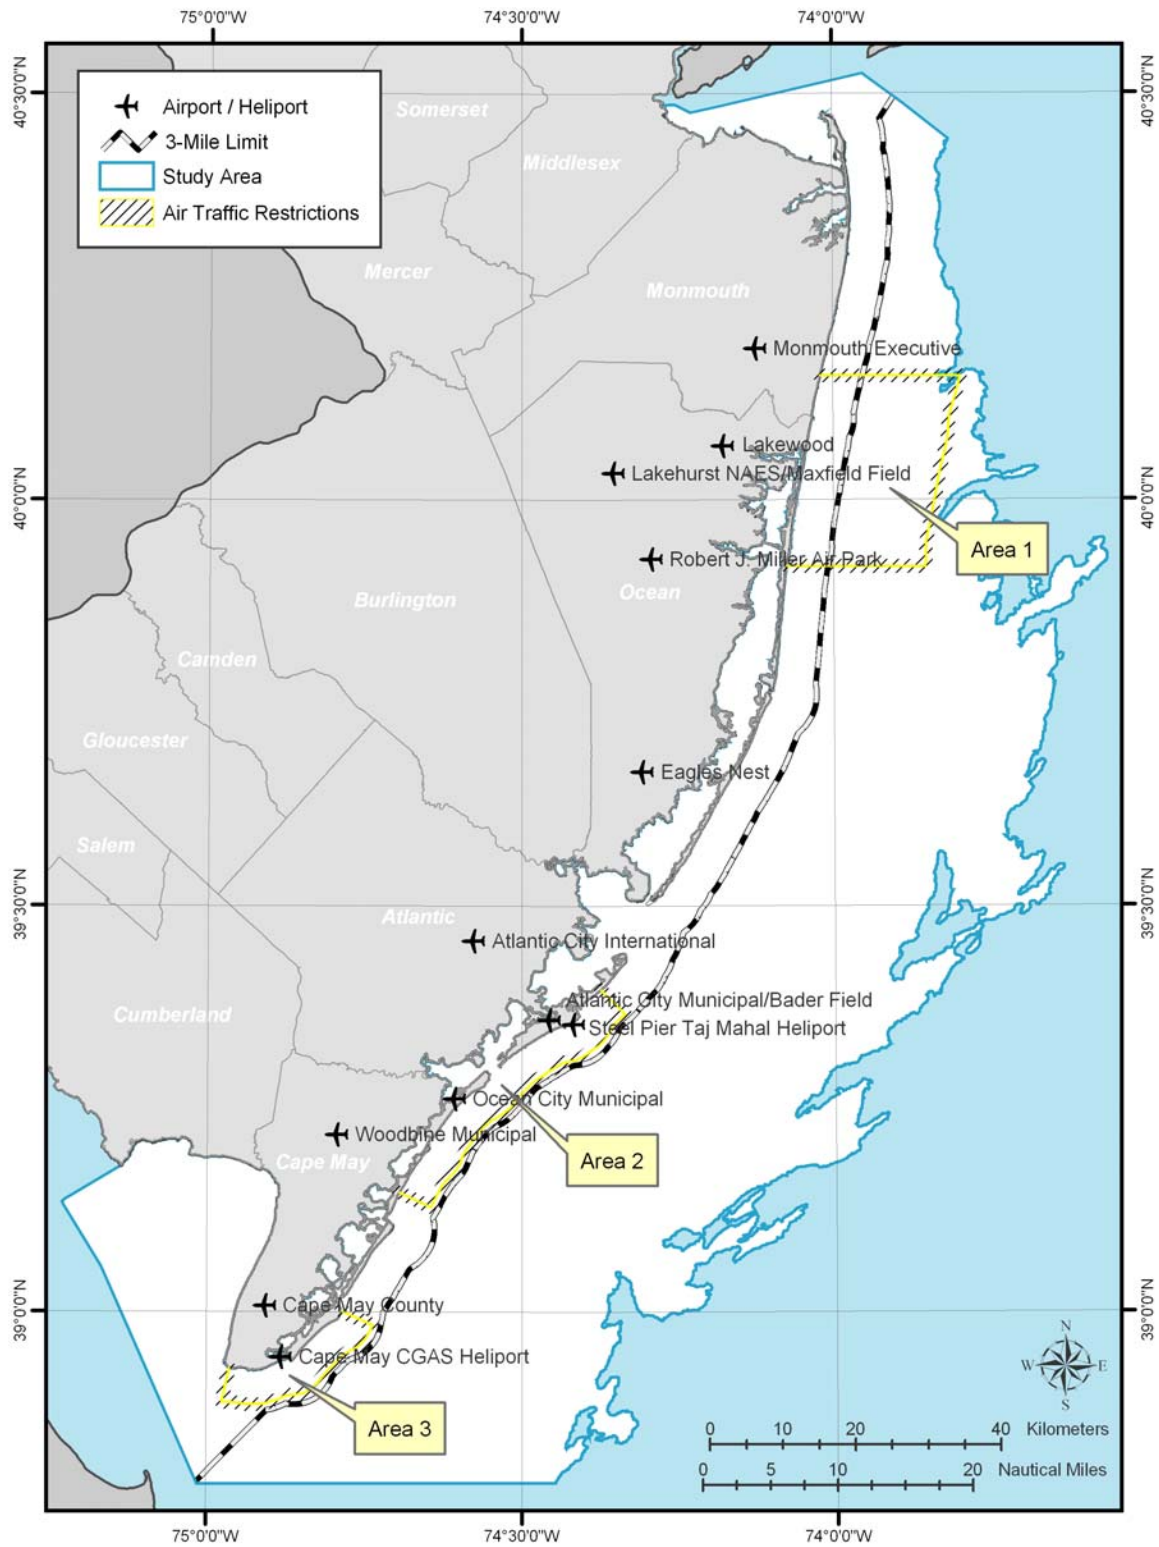 75°0'0"W 74°30'0"W 74°0'0"W
40°30'0"N 40°30'0"N
Airport / Heliport
3-Mile Limit
Study Area
Air Traffic Restrictions
Somerset
Middlesex
Mercer
Monmouth
Monmouth Executive
Lakewood
Lakehurst NAES/Maxfield Field
40°0'0"N 40°0'0"N
Area 1
Robert J. Miller Air Park
Ocean
Burlington
Camden
Gloucester
Eagles Nest
Salem
39°30'0"N 39°30'0"N
Atlantic
Atlantic City International
Atlantic City Municipal/Bader Field
Cumberland
Steel Pier Taj Mahal Heliport
Ocean City Municipal
Woodbine Municipal
Cape May
Area 2
39°0'0"N 39°0'0"N
Cape May County
Cape May CGAS Heliport
N
W E
S
Area 3
0 10 20 40 Kilometers
0 5 10 20 Nautical Miles
75°0'0"W 74°30'0"W 74°0'0"W